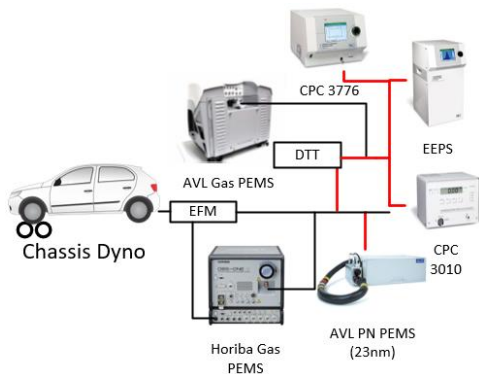 CPC 3776
EEPS
AVL Gas PEMS
DTT
EFM
Chassis Dyno
CPC
3010
Horiba Gas
PEMS
AVL PN PEMS
(23nm)